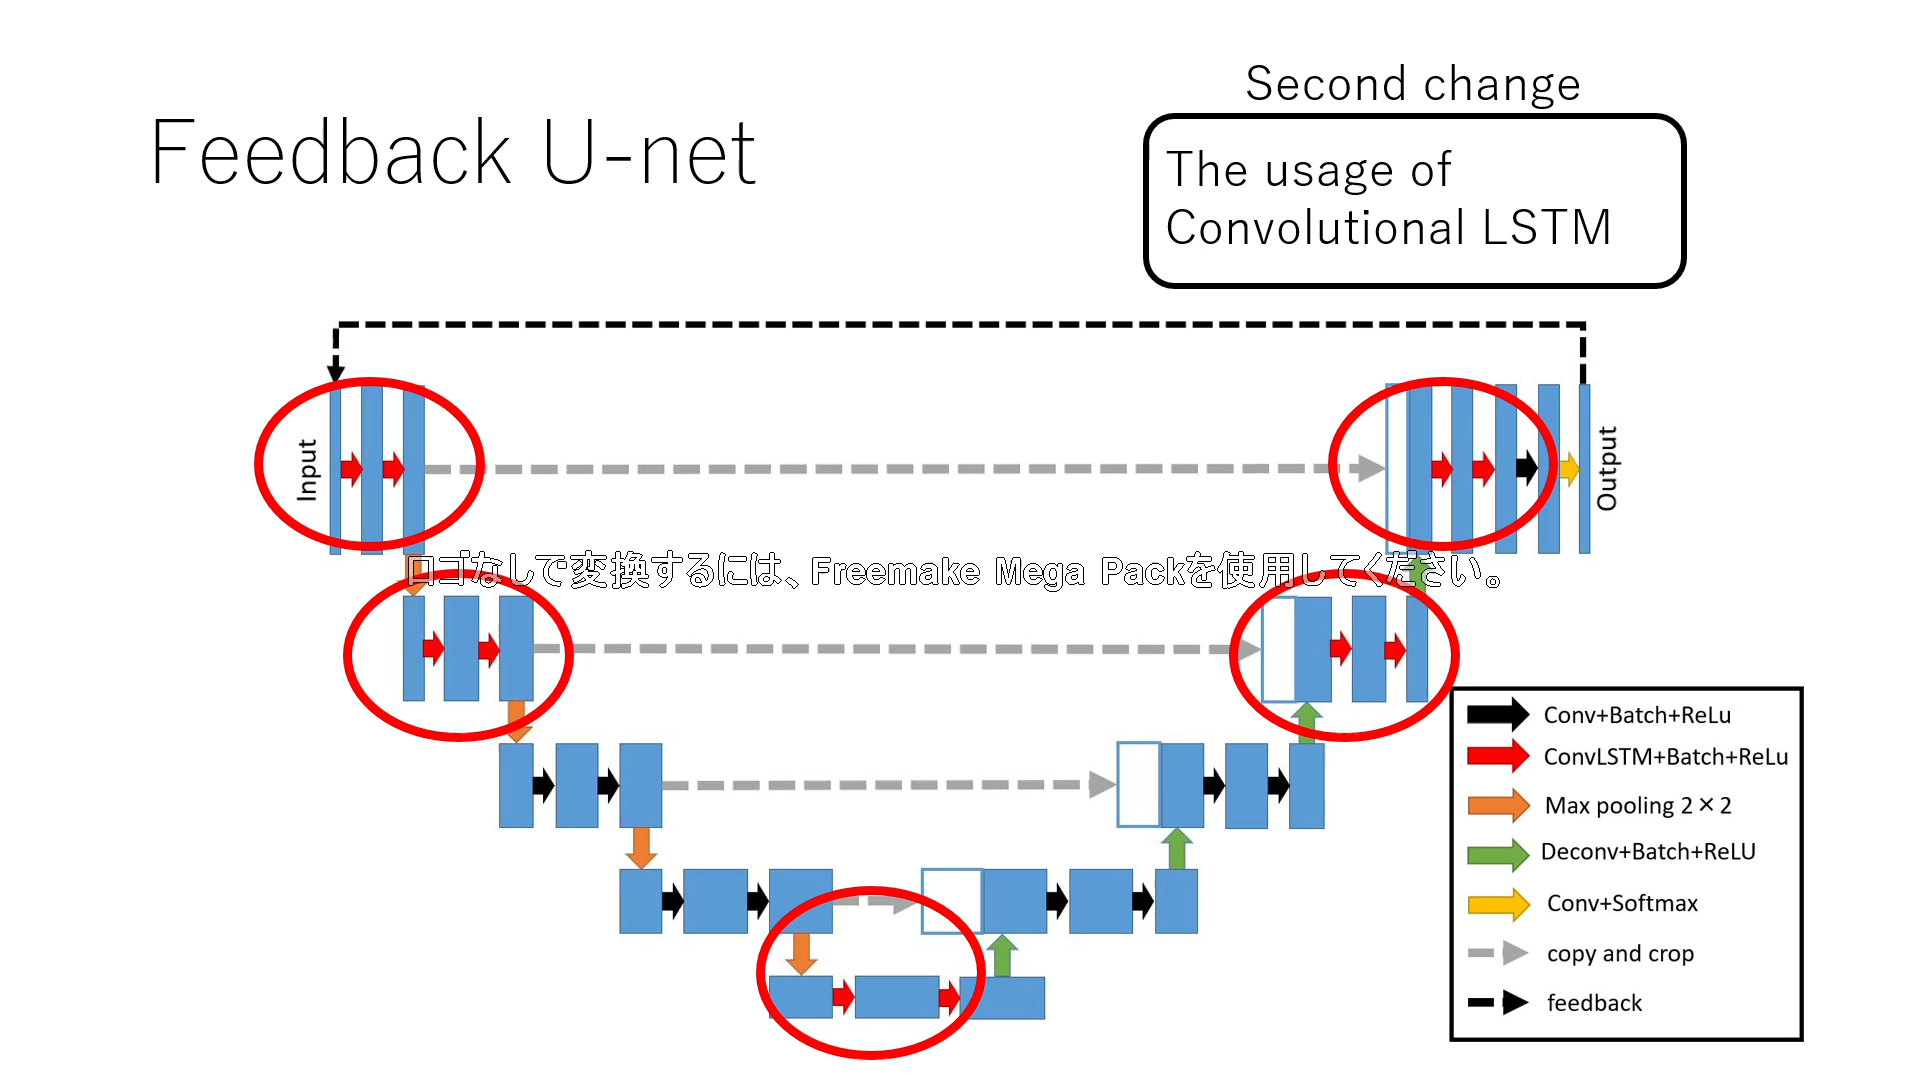 Second change
Feedback U-net
The usage of
Convolutional LSTM
Input
Output
ロゴなしで変換するには、Freemake Mega Packを使用してください。
Conv+Batch+ReLu
ConvLSTM+Batch+ReLu
Max pooling 2×2
Deconv+Batch+ReLU
Conv+Softmax
copy and crop
feedback